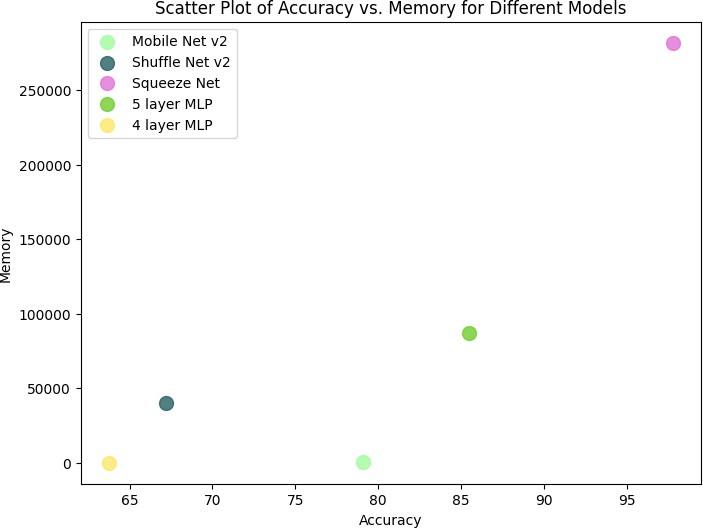 Scatter Plot of Accuracy vs. Memory for Different Models
Mobile Net v2
Shuffle Net v2
Squeeze Net
5 layer MLP
4 layer MLP
250000
200000
150000
100000
50000
0
Memory
65 70 75 80 85 90 95
Accuracy